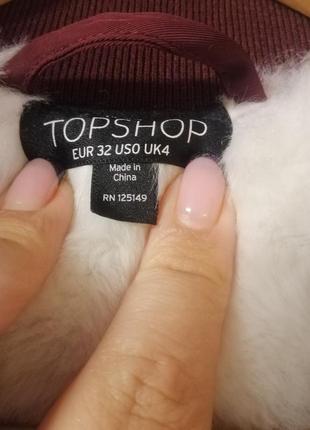 TOPSHOP
EUR 32 US0 UK4
Made in
China
RN 125149